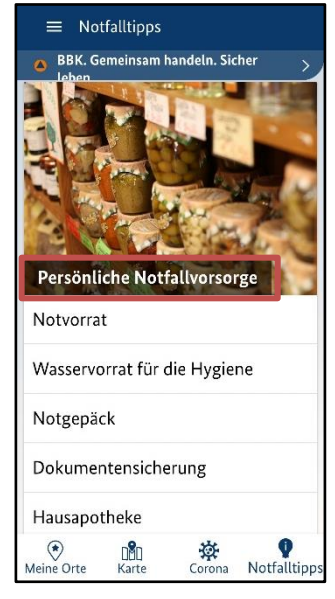 Notfalltipps
BBK. Gemeinsam handeln. Sicher
leben
Persönliche Notfallvorsorge
Notvorrat
Wasservorrat für die Hygiene
Notgepäck
Dokumentensicherung
Hausapotheke
Meine Orte Karte Corona Notfalltipps